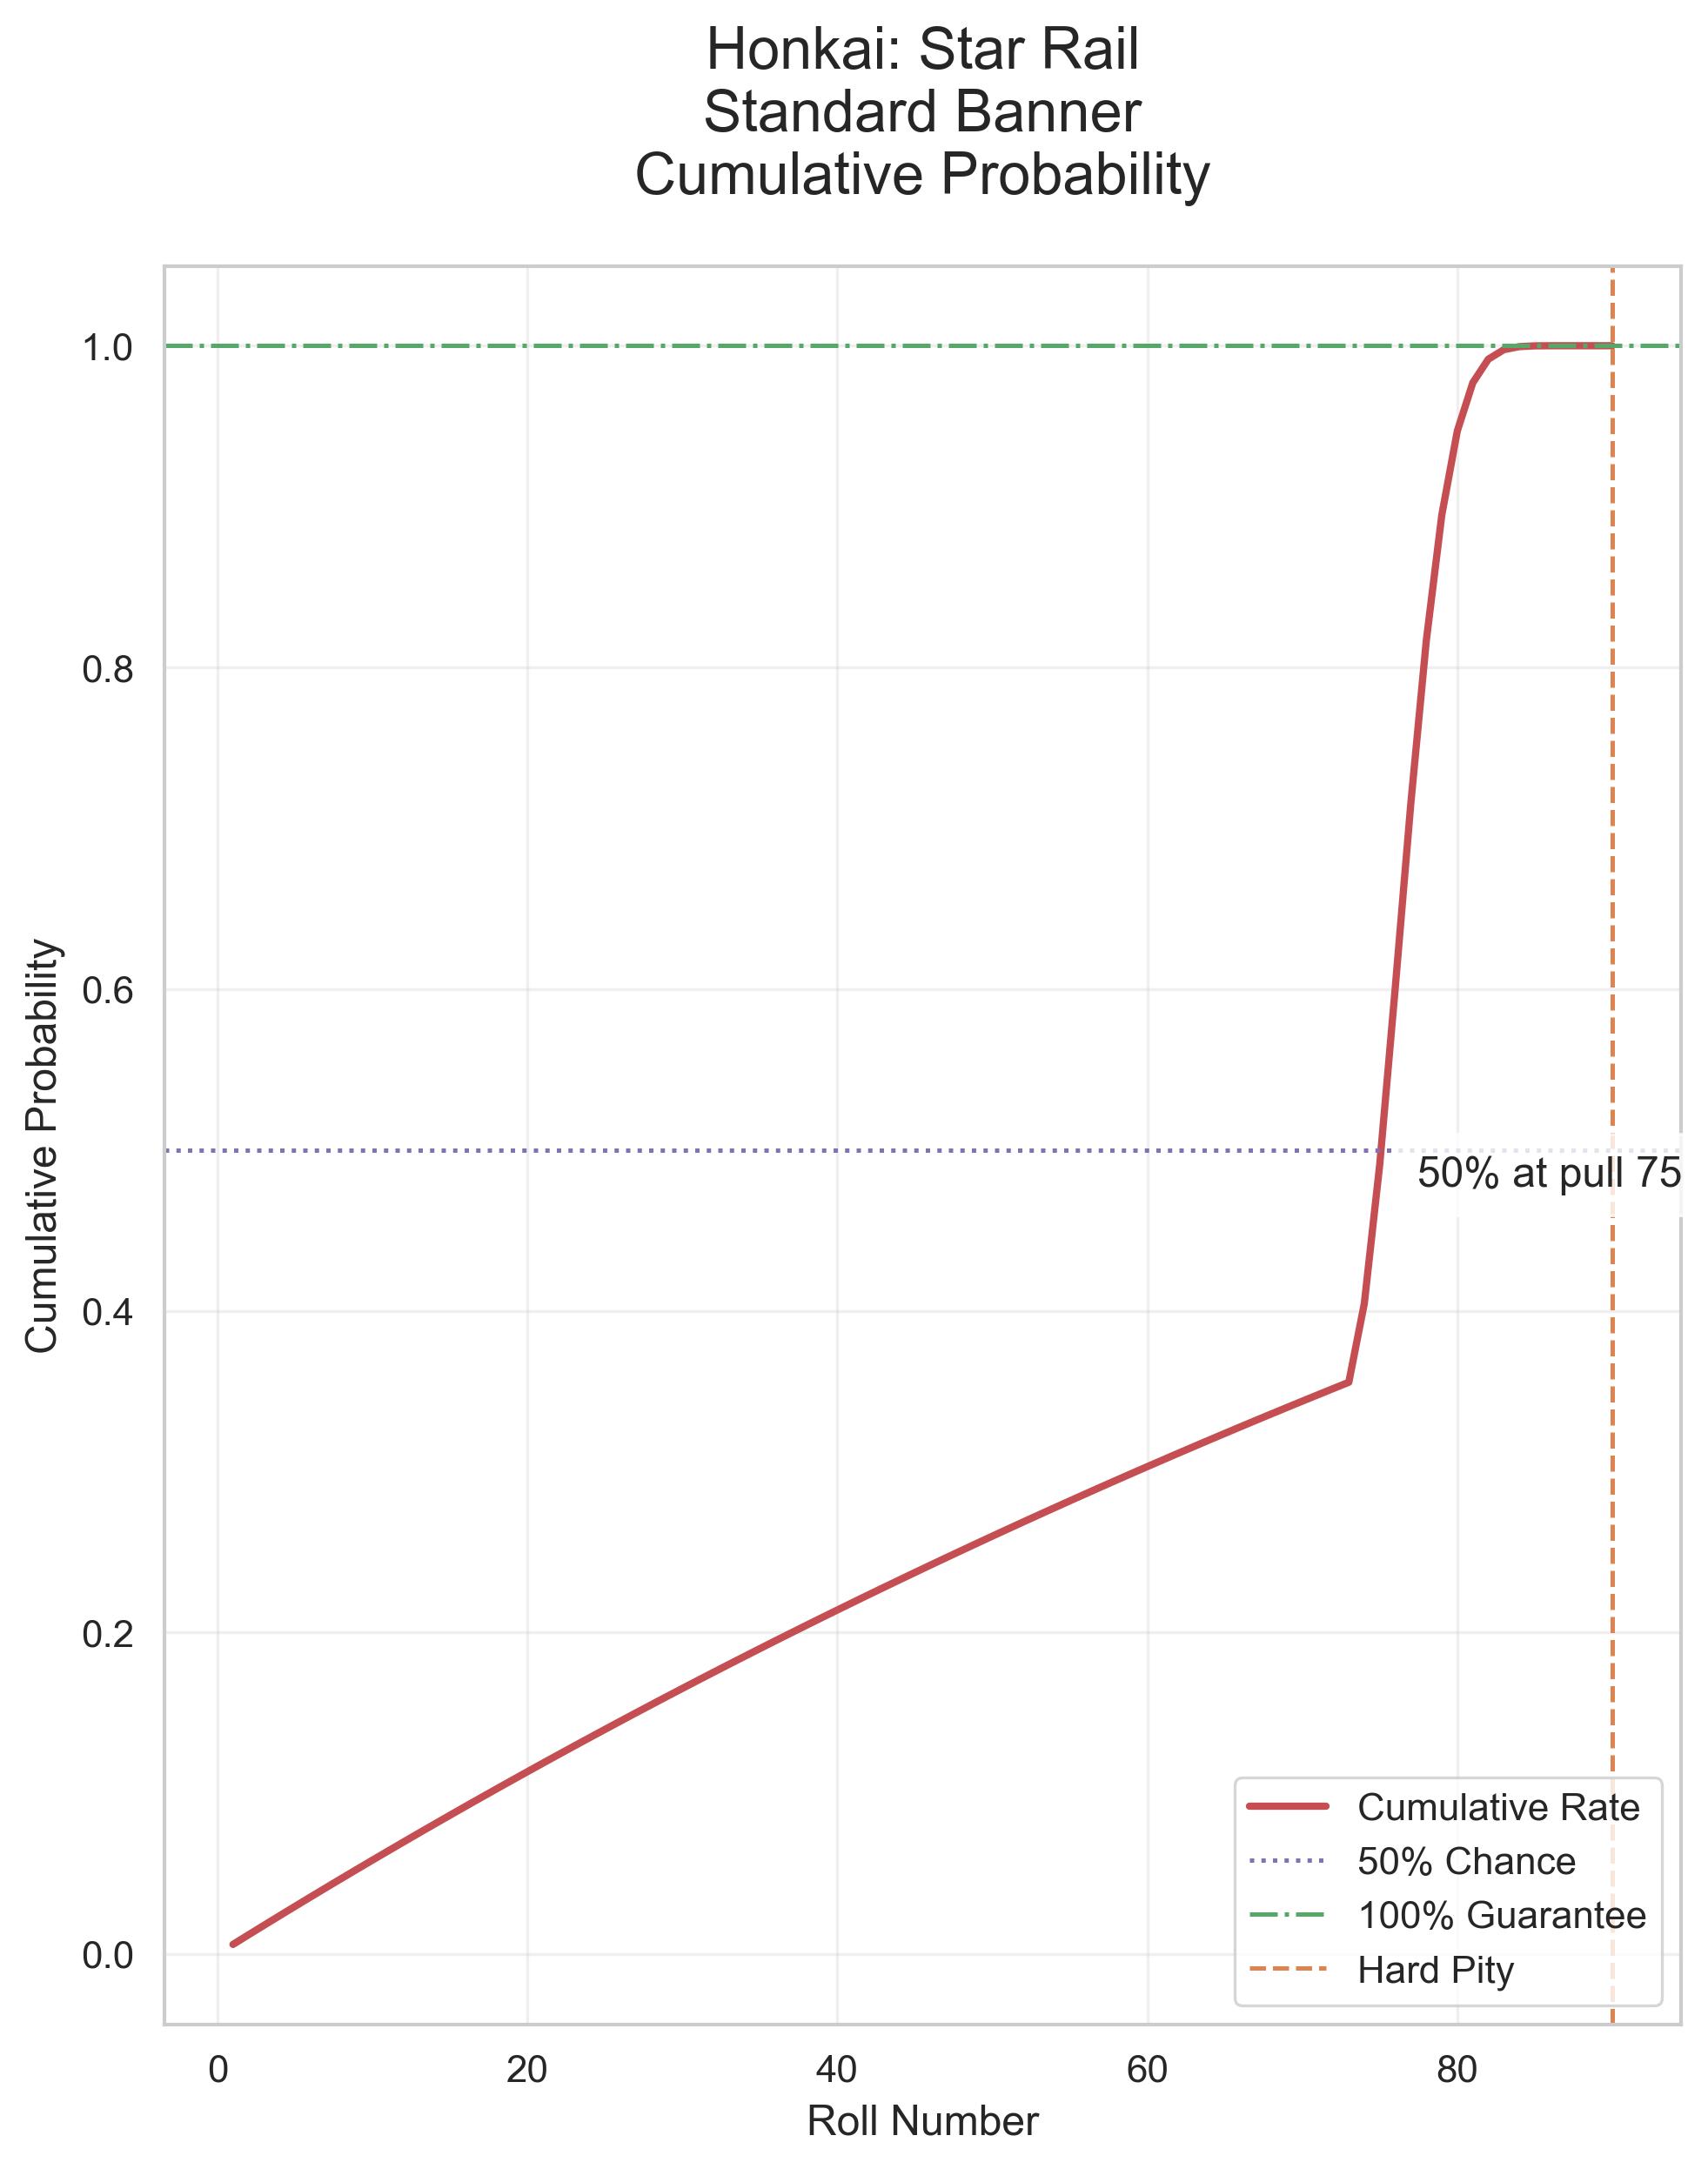 Honkai: Star Rail
Standard Banner
Cumulative Probability
Cumulative Probability
1.0
0.8
0.6
0.4
0.2
0.0
50% at pull 75
Cumulative Rate
50% Chance
100% Guarantee
Hard Pity
0 20 40 60 80
Roll Number